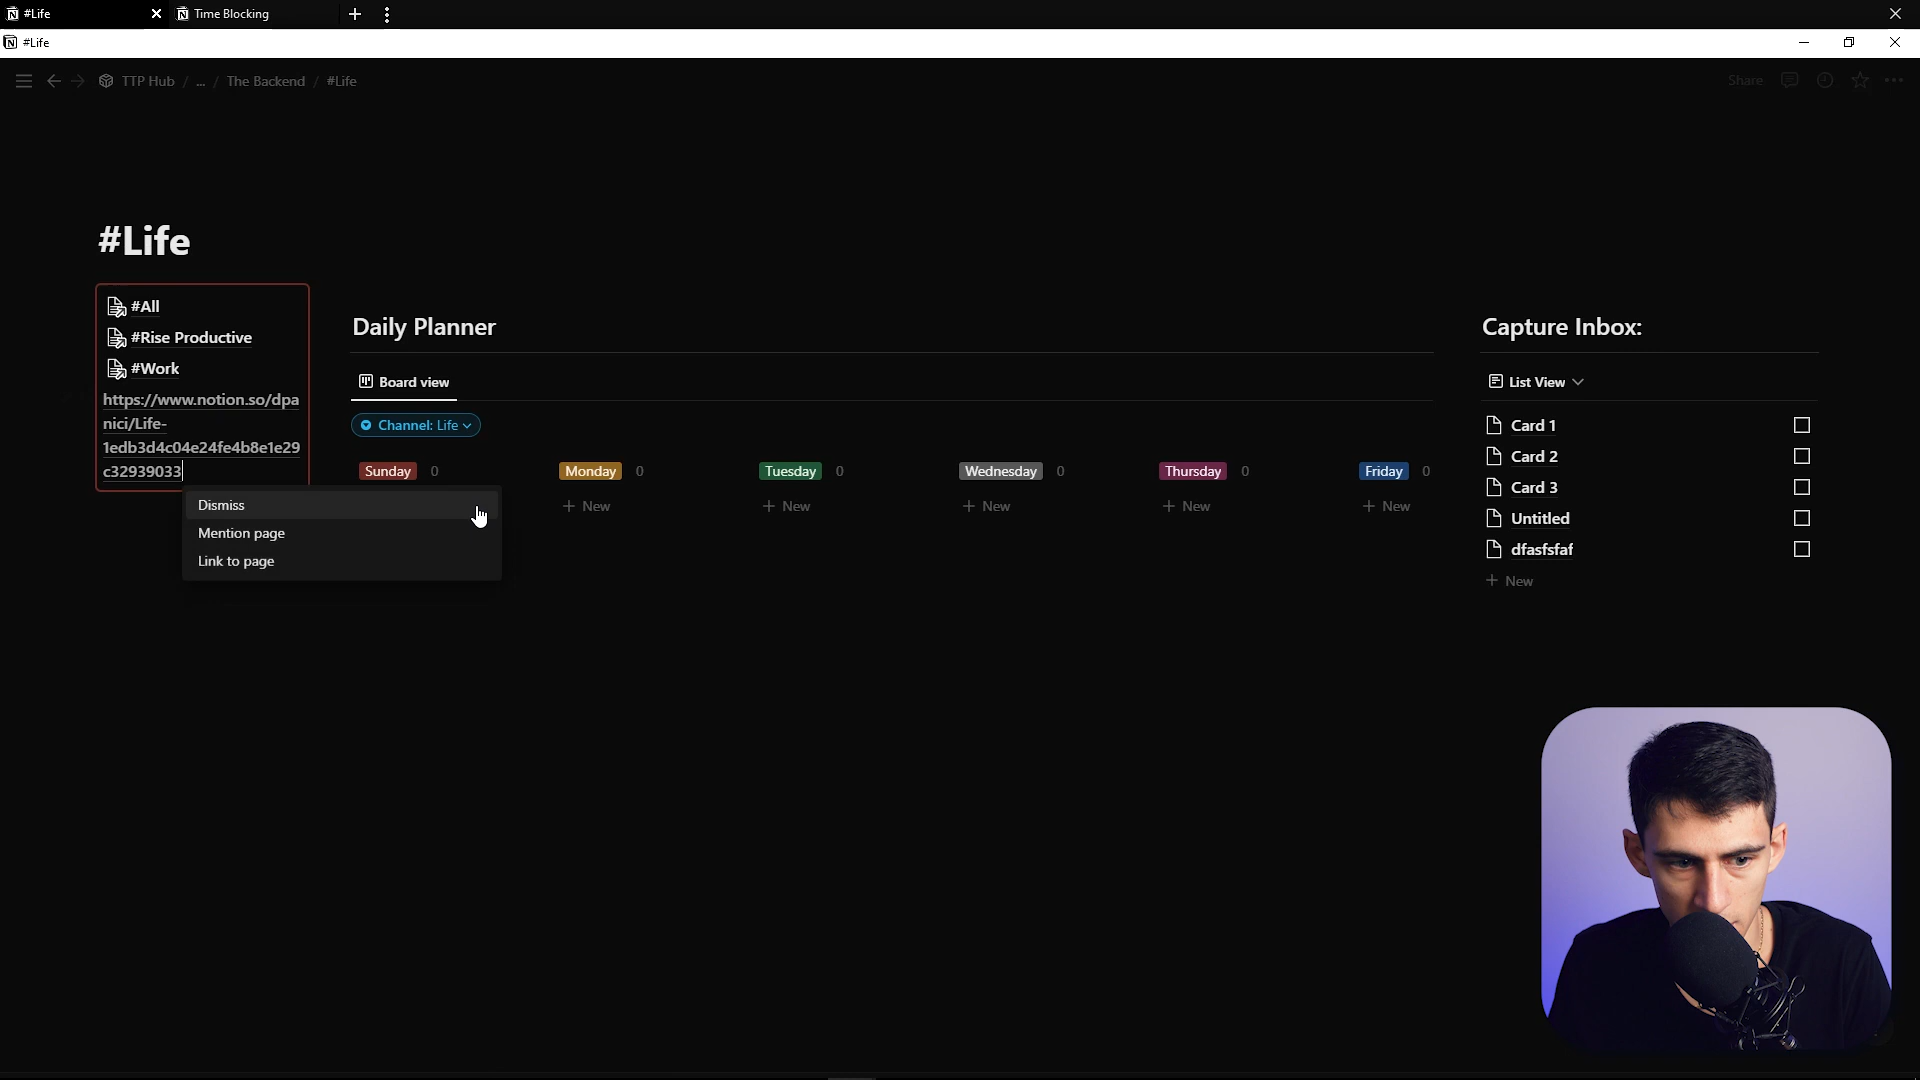 #Life
Time Blocking
#Life
TTP Hub / ... / The Backend / #Life
Share
#Life
#All
#Rise Productive
#Work
https://www.notion.so/dpa
nici/Life-
1edb3d4c04e24fe4b8e1e29
c32939033
Dismiss
Mention page
Link to page
Daily Planner
Board view
Channel: Life
Sunday 0
Monday 0
Tuesday 0
Wednesday 0
Thursday 0
Friday 0
+ New
+ New
+ New
+ New
+ New
Capture Inbox:
List View
Card 1
Card 2
Card 3
Untitled
dfasfsfaf
+ New